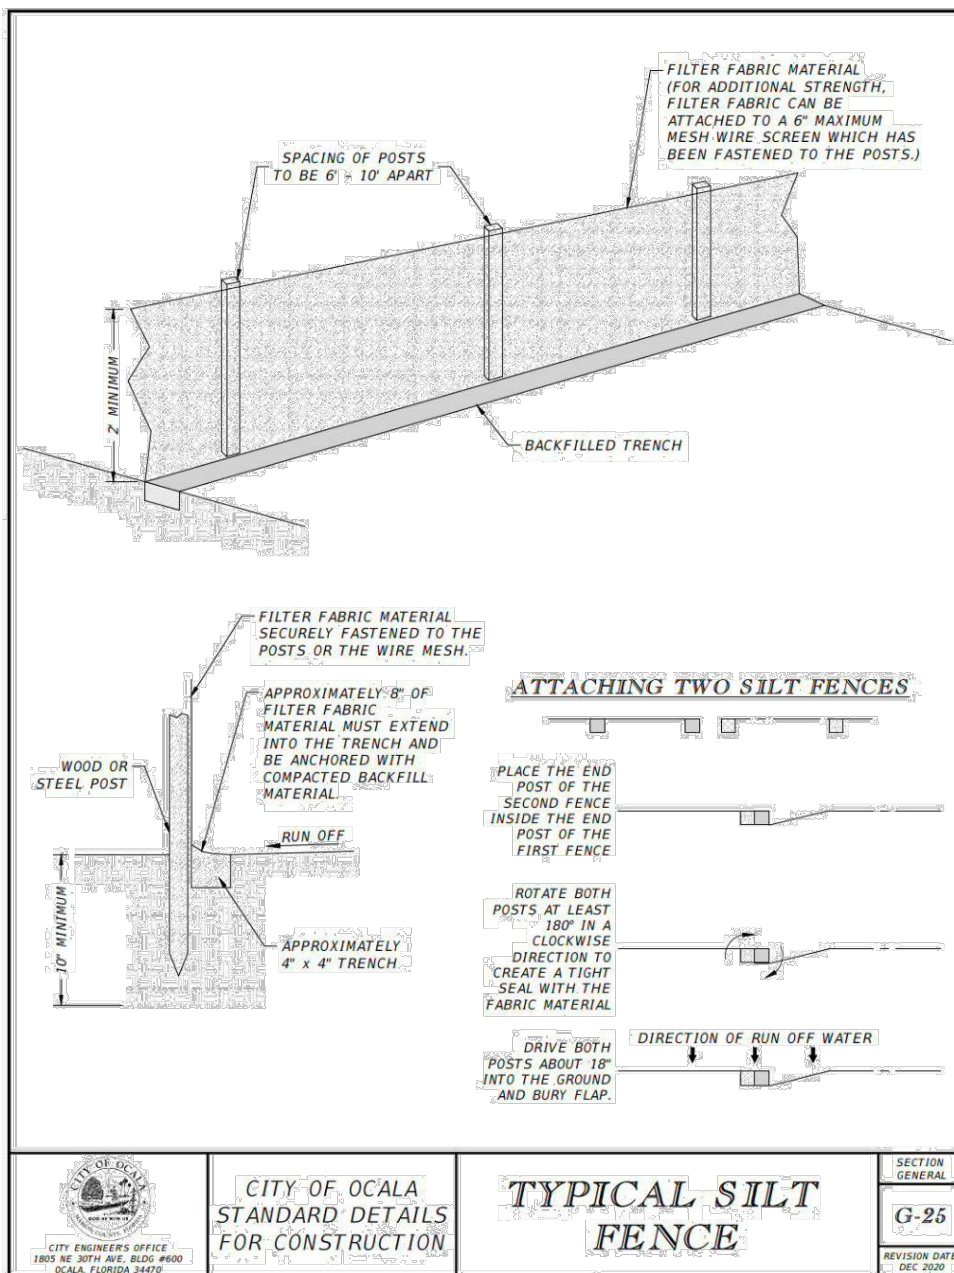 FILTER FABRIC MATERIAL
(FOR ADDITIONAL STRENGTH,
FILTER FABRIC CAN BE
ATTACHED TO A 6" MAXIMUM
MESH WIRE SCREEN WHICH HAS
BEEN FASTENED TO THE POSTS.)
SPACING OF POSTS
TO BE 6' - 10' APART
2' MINIMUM
BACKFILLED TRENCH
FILTER FABRIC MATERIAL
SECURELY FASTENED TO THE
POSTS OR THE WIRE MESH.
APPROXIMATELY 8" OF
FILTER FABRIC
MATERIAL MUST EXTEND
INTO THE TRENCH AND
BE ANCHORED WITH
COMPACTED BACKFILL
MATERIAL.
WOOD OR
STEEL POST
RUN OFF
10" MINIMUM
APPROXIMATELY
4" x 4" TRENCH
ATTACHING TWO SILT FENCES
PLACE THE END
POST OF THE
SECOND FENCE
INSIDE THE END
POST OF THE
FIRST FENCE
ROTATE BOTH
POSTS AT LEAST
180° IN A
CLOCKWISE
DIRECTION TO
CREATE A TIGHT
SEAL WITH THE
FABRIC MATERIAL
DRIVE BOTH
POSTS ABOUT 18"
INTO THE GROUND
AND BURY FLAP.
DIRECTION OF RUN OFF WATER
CITY OF OCALA
GOD BE WITH US
CITY ENGINEER'S OFFICE
1805 NE 30TH AVE, BLDG #600
OCALA, FLORIDA 34470
CITY OF OCALA
STANDARD DETAILS
FOR CONSTRUCTION
TYPICAL SILT
FENCE
SECTION
GENERAL
G-25
REVISION DATE
DEC 2020